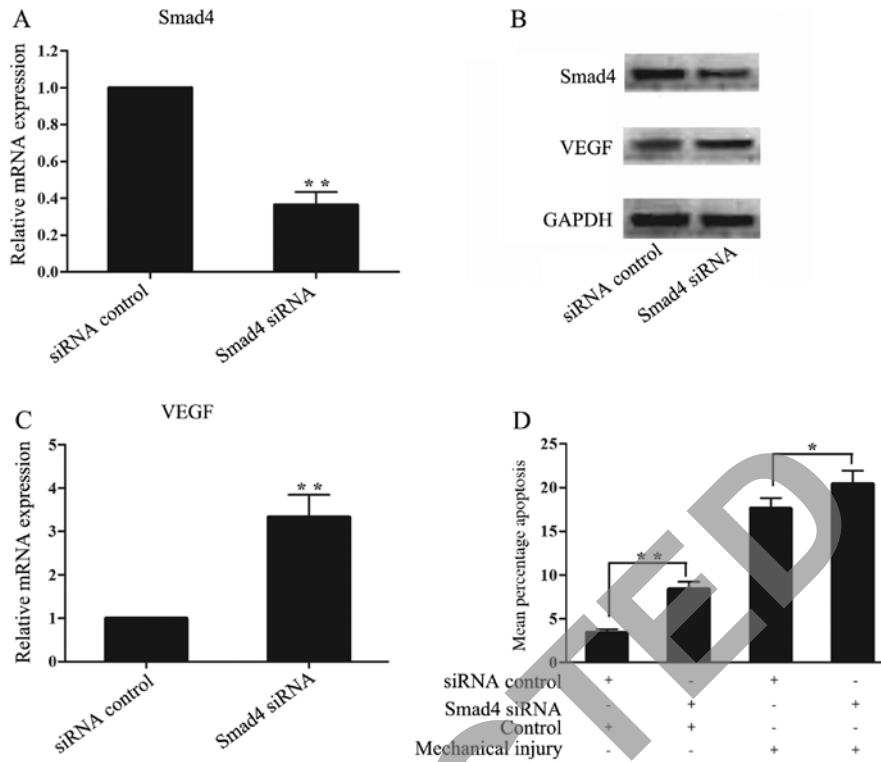 A
Smad4
Relative mRNA expression
1.2
1.0
0.8
0.6
0.4
0.2
0.0
* *
siRNA control
Smad4 siRNA
B
Smad4
VEGF
GAPDH
siRNA control
Smad4 siRNA
C
VEGF
Relative mRNA expression
5
4
3
2
1
0
* *
siRNA control
Smad4 siRNA
D
Mean percentage apoptosis
25
20
15
10
5
0
* *
*
siRNA control + - + -
Smad4 siRNA - + - +
Control + + - -
Mechanical injury - - + +
CTED